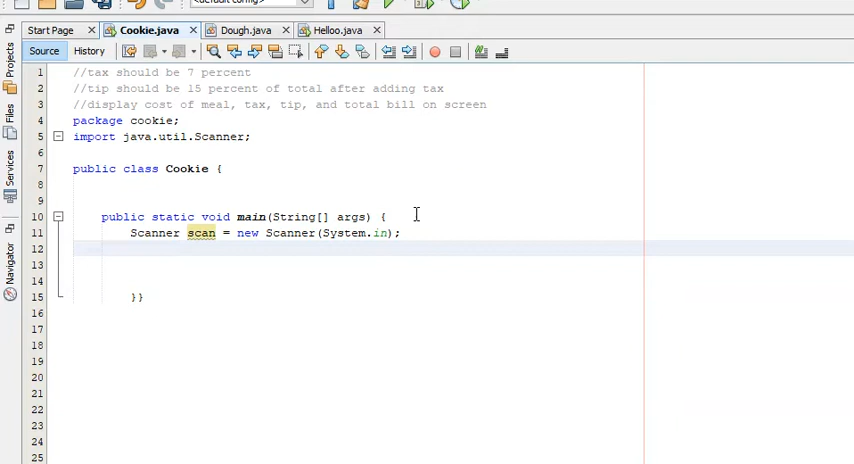 <default config>
Start Page
Cookie.java
Dough.java
Helloo.java
Source
History
Projects
Files
Services
Navigator
1 //tax should be 7 percent
2 //tip should be 15 percent of total after adding tax
3 //display cost of meal, tax, tip, and total bill on screen
4 package cookie;
5 import java.util.Scanner;
6
7 public class Cookie {
8
9
10 public static void main(String[] args) {
11 Scanner scan = new Scanner(System.in);
12
13
14
15 }}
16
17
18
19
20
21
22
23
24
25